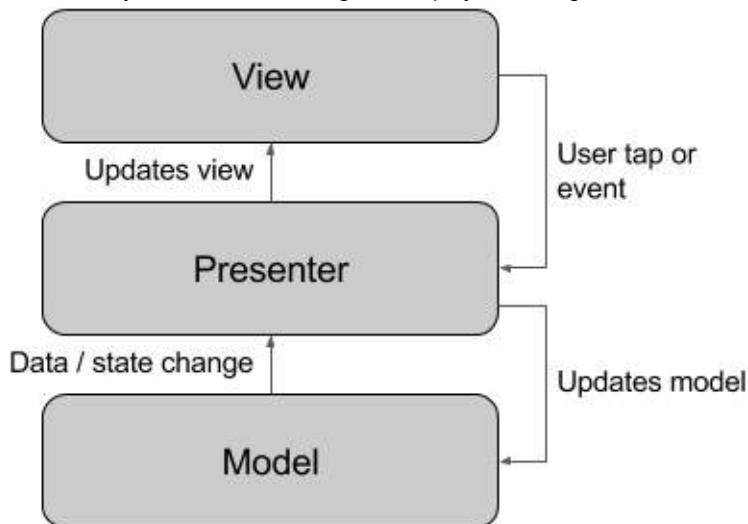 View
Updates view
User tap or
event
Presenter
Data / state change
Updates model
Model